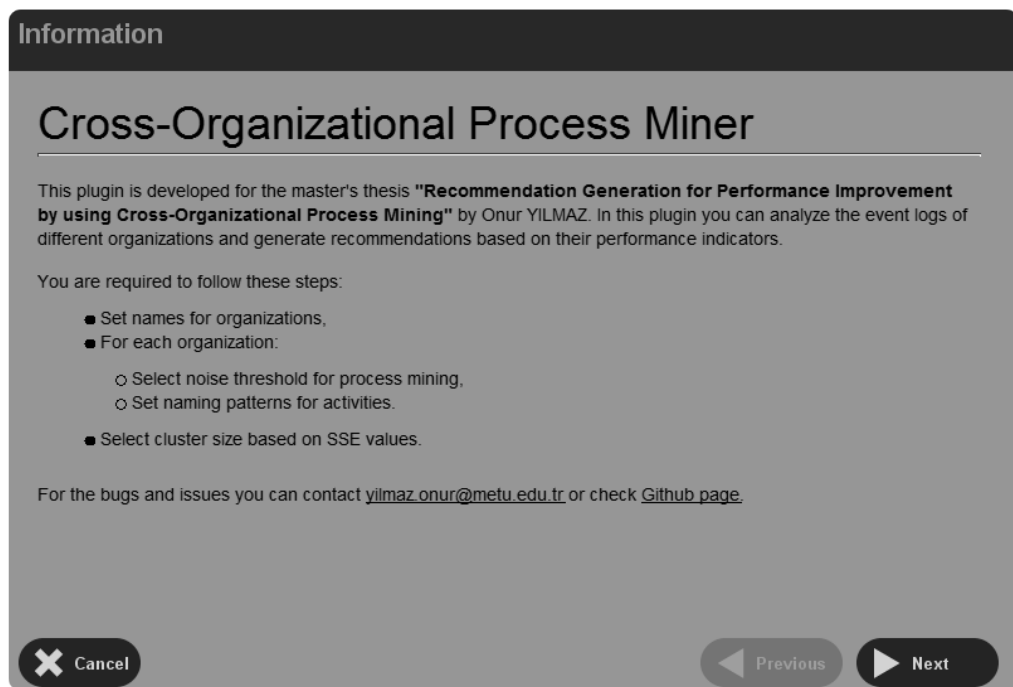 Information
Cross-Organizational Process Miner
This plugin is developed for the master's thesis "Recommendation Generation for Performance Improvement
by using Cross-Organizational Process Mining" by Onur YILMAZ. In this plugin you can analyze the event logs of
different organizations and generate recommendations based on their performance indicators.
You are required to follow these steps:
Set names for organizations,
For each organization:
Select noise threshold for process mining,
Set naming patterns for activities.
Select cluster size based on SSE values.
For the bugs and issues you can contact yilmaz.onur@metu.edu.tr or check Github page.
Cancel
Previous
Next